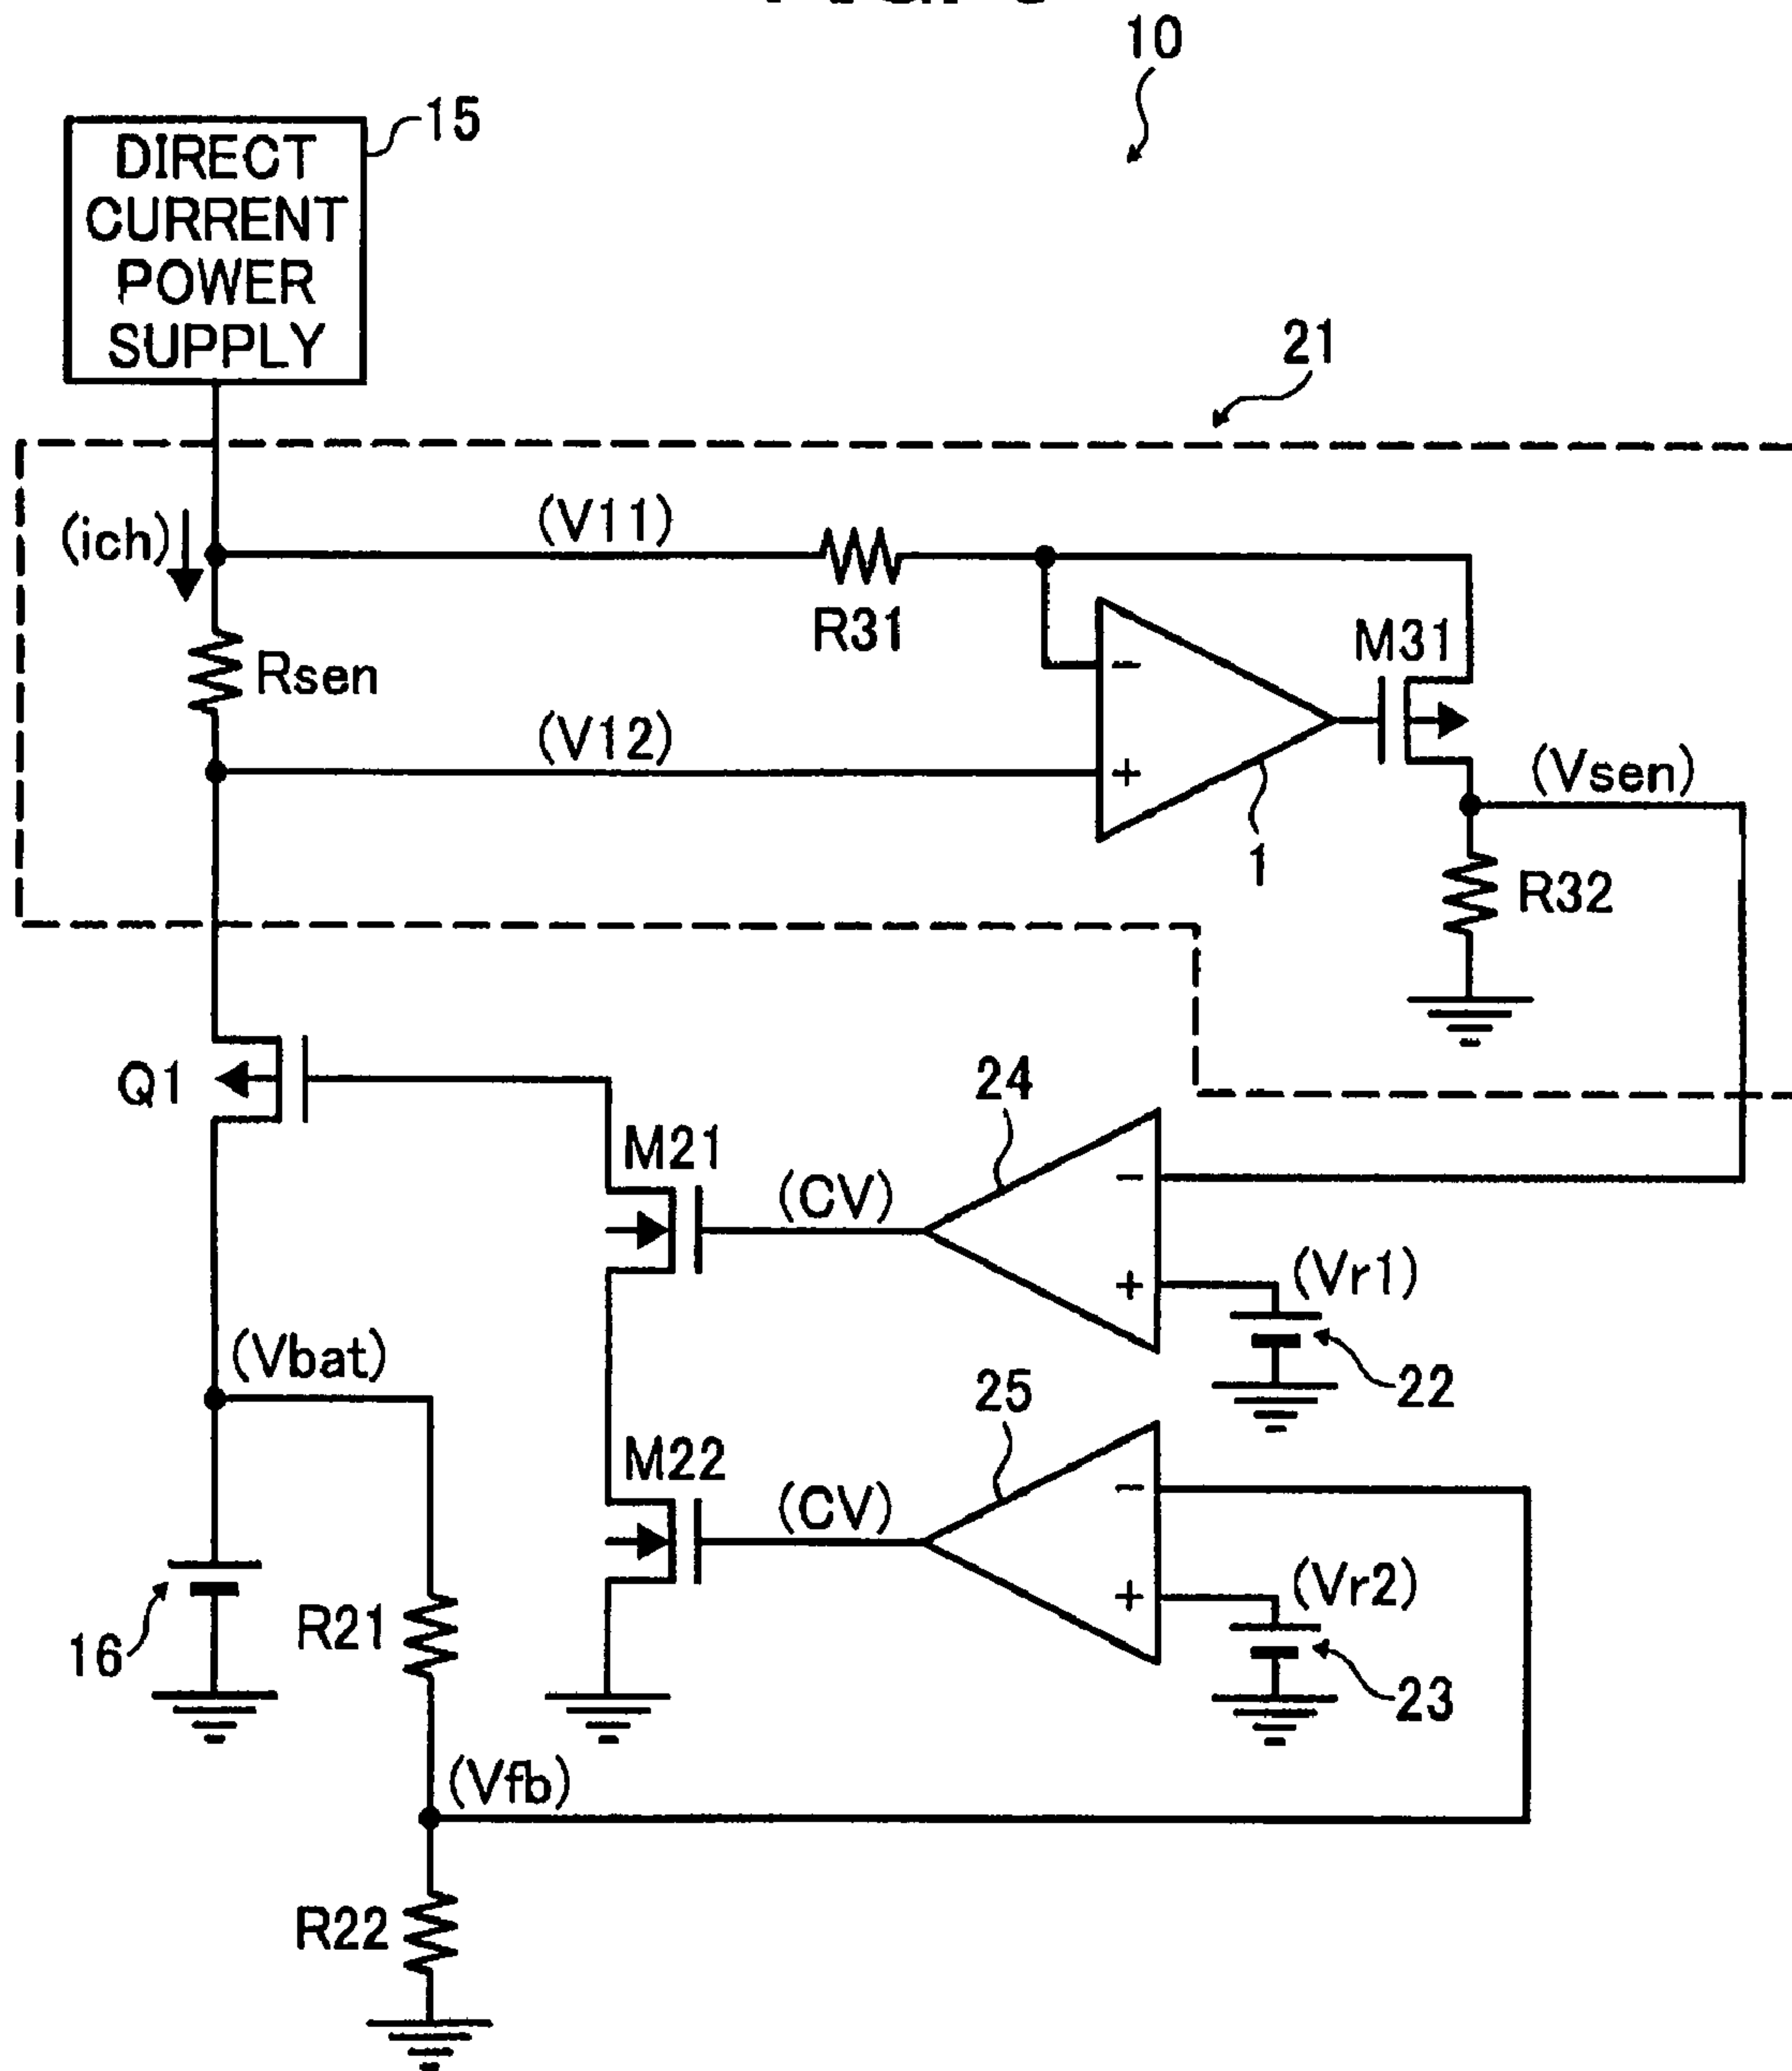 10
15
DIRECT
CURRENT
POWER
SUPPLY
21
(ich)
(V11)
R31
M31
Rsen
(V12)
-
+
1
(Vsen)
R32
Q1
24
M21
(CV)
-
+
(Vr1)
22
(Vbat)
25
M22
(CV)
-
+
(Vr2)
23
16
R21
(Vfb)
R22